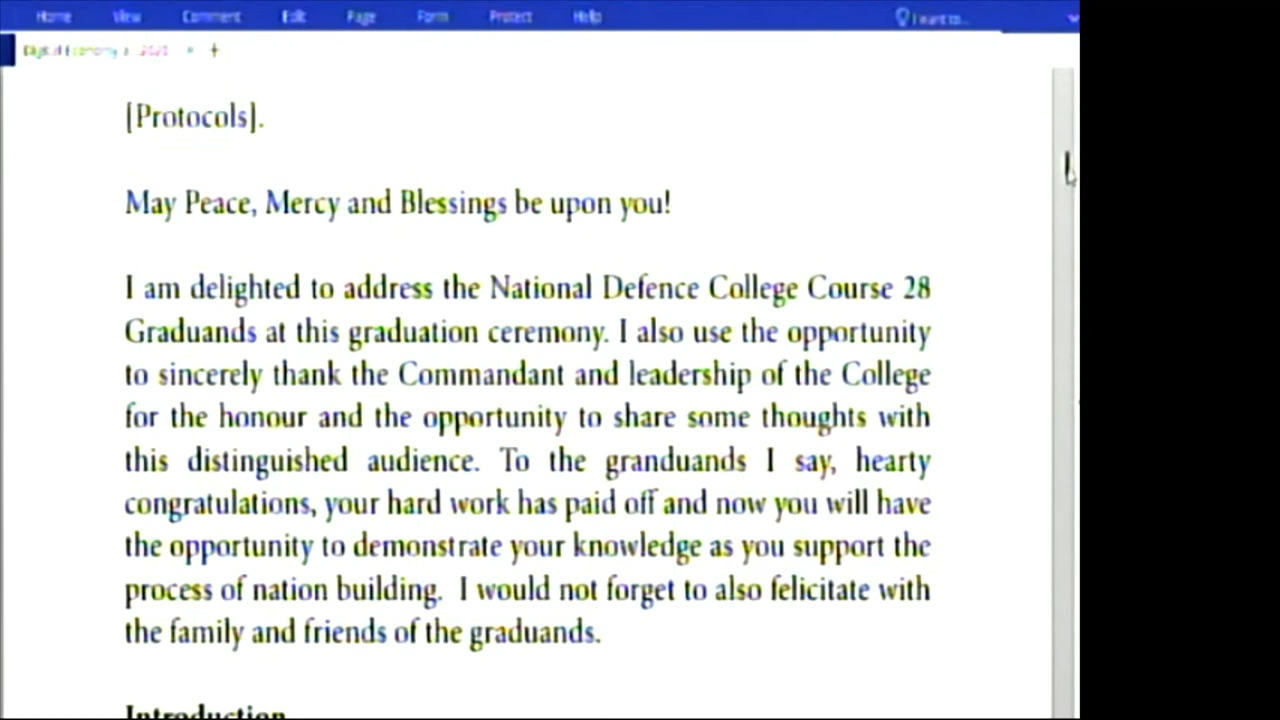 Home View Comment Edit Page Form Protect Help I want to...
Digital Economy 2020 × +
[Protocols].
May Peace, Mercy and Blessings be upon you!
I am delighted to address the National Defence College Course 28
Graduands at this graduation ceremony. I also use the opportunity
to sincerely thank the Commandant and leadership of the College
for the honour and the opportunity to share some thoughts with
this distinguished audience. To the granduands I say, hearty
congratulations, your hard work has paid off and now you will have
the opportunity to demonstrate your knowledge as you support the
process of nation building. I would not forget to also felicitate with
the family and friends of the graduands.
Introduction